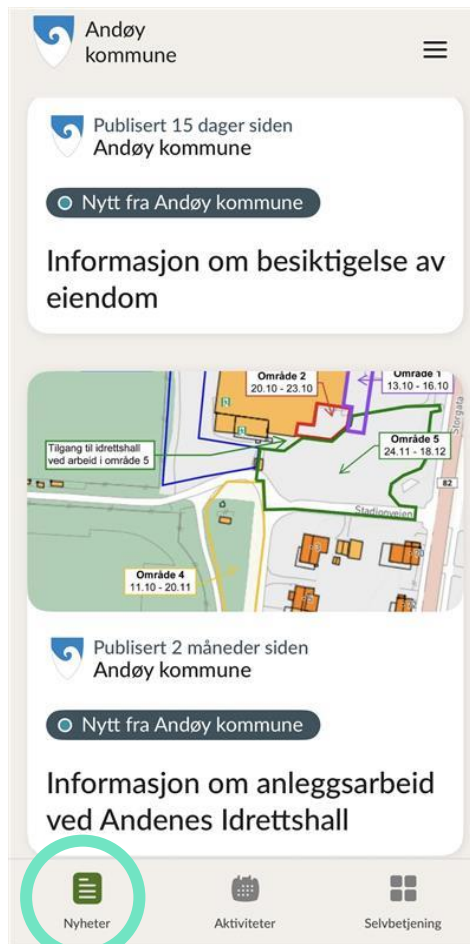 Andøy
kommune
Publisert 15 dager siden
Andøy kommune
Nytt fra Andøy kommune
Informasjon om besiktigelse av
eiendom
Område 2
20.10 - 23.10
Område 1
13.10 - 16.10
Storgata
Tilgang til idrettshall
ved arbeid i område 5
Område 5
24.11 - 18.12
82
Stadionveien
Område 4
11.10 - 20.11
Publisert 2 måneder siden
Andøy kommune
Nytt fra Andøy kommune
Informasjon om anleggsarbeid
ved Andenes Idrettshall
Nyheter
Aktiviteter
Selvbetjening